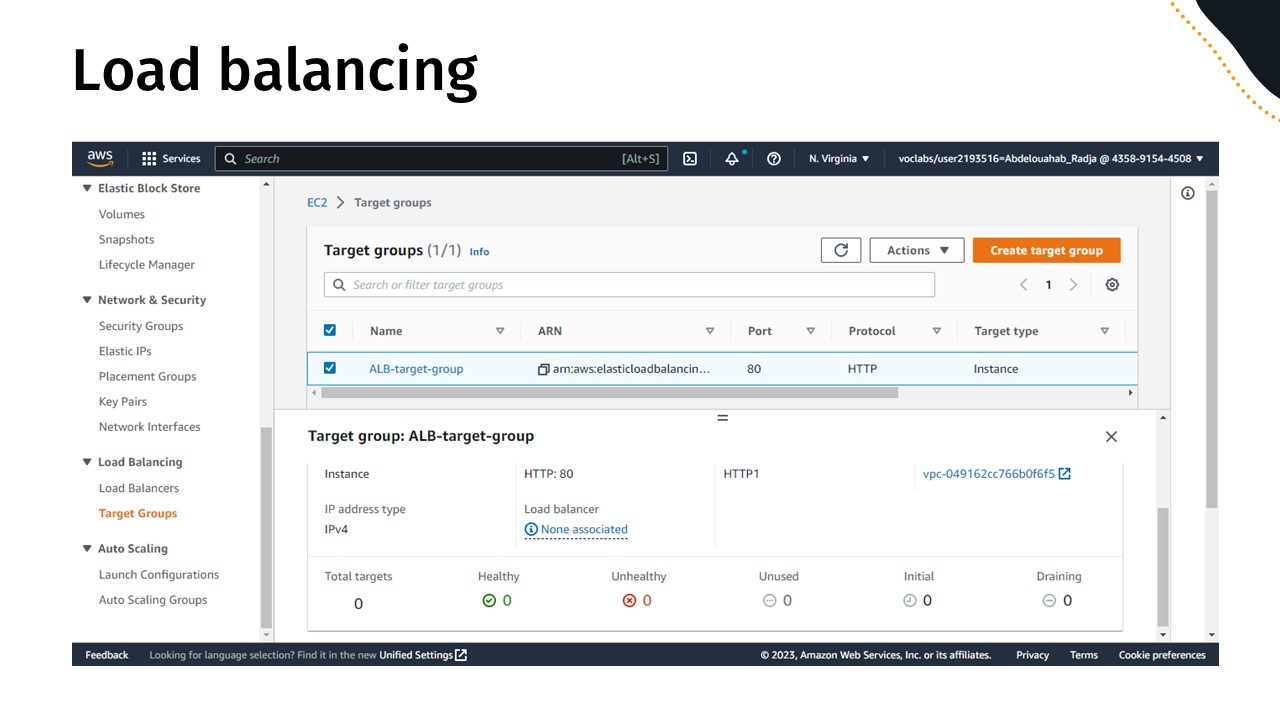 Load balancing
aws Services Search [Alt+S] N. Virginia voclabs/user2193516=Abdelouahab_Radja @ 4358-9154-4508
Elastic Block Store
Volumes
Snapshots
Lifecycle Manager
Network & Security
Security Groups
Elastic IPs
Placement Groups
Key Pairs
Network Interfaces
Load Balancing
Load Balancers
Target Groups
Auto Scaling
Launch Configurations
Auto Scaling Groups
EC2 > Target groups
Target groups (1/1) Info Actions Create target group
Search or filter target groups 1
Name ARN Port Protocol Target type
ALB-target-group arn:aws:elasticloadbalancin... 80 HTTP Instance
Target group: ALB-target-group
Instance HTTP: 80 HTTP1 vpc-049162cc766b0f6f5
IP address type Load balancer
IPv4 None associated
Total targets Healthy Unhealthy Unused Initial Draining
0 0 0 0 0 0
Feedback Looking for language selection? Find it in the new Unified Settings © 2023, Amazon Web Services, Inc. or its affiliates. Privacy Terms Cookie preferences